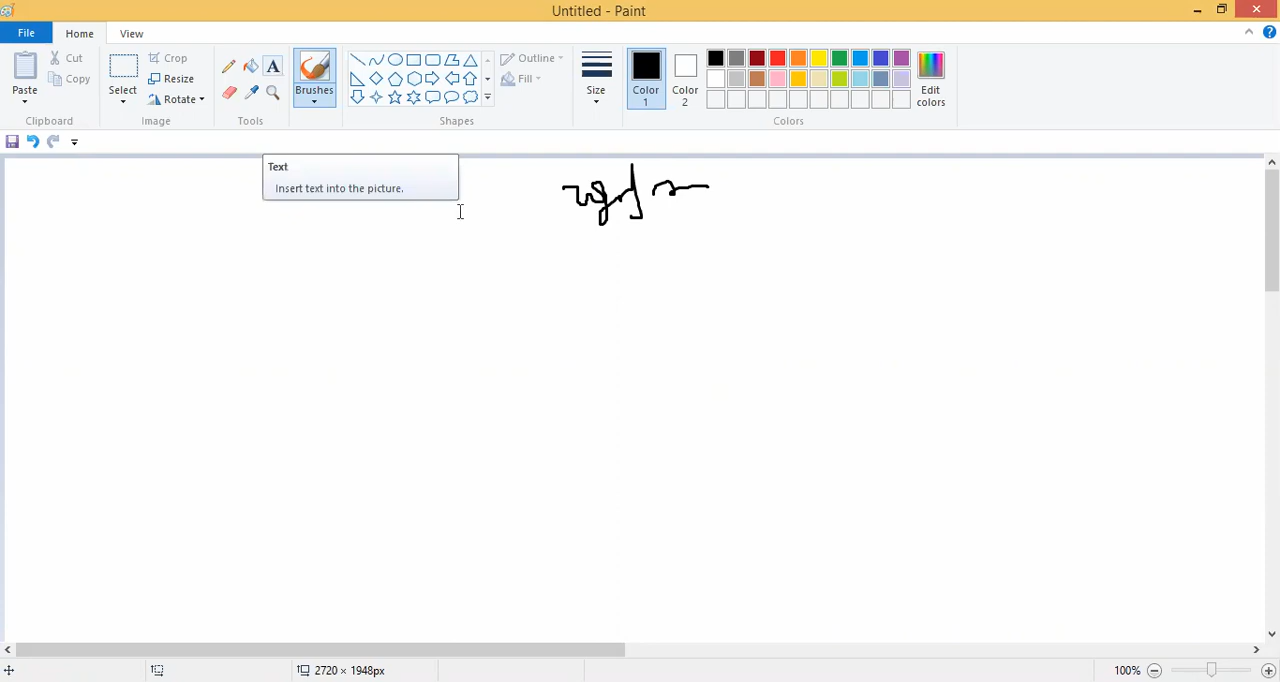 Untitled - Paint
File Home View
Paste Cut Copy Clipboard
Select Crop Resize Rotate Image
A Tools
Brushes
Outline Fill Shapes
Size
Color 1 Color 2 Edit colors Colors
Text
Insert text into the picture.
2720 × 1948px 100%